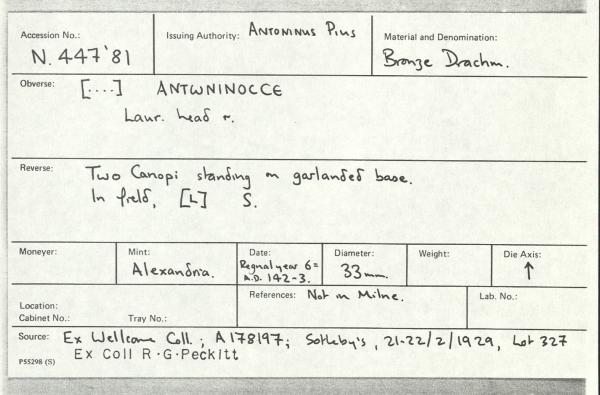 Accession No.: Issuing Authority: ANTONINUS PIUS Material and Denomination:
N. 447'81 Bronze Drachm.
Obverse: [....] ANTWNINOCCE
Laur. head r.
Reverse: Two Canopi standing on garlanded base.
In field, [L] S.
Moneyer: Mint: Date: Diameter: Weight: Die Axis:
Alexandria. Regnal year 6 = A.D. 142-3. 33 mm. ↑
References: Not in Milne. Lab. No.:
Location:
Cabinet No.: Tray No.:
Source: Ex Wellcome Coll.; A178197; Sotheby's, 21-22/2/1929, Lot 327
PS5298 (S) Ex Coll R.G.Peckitt